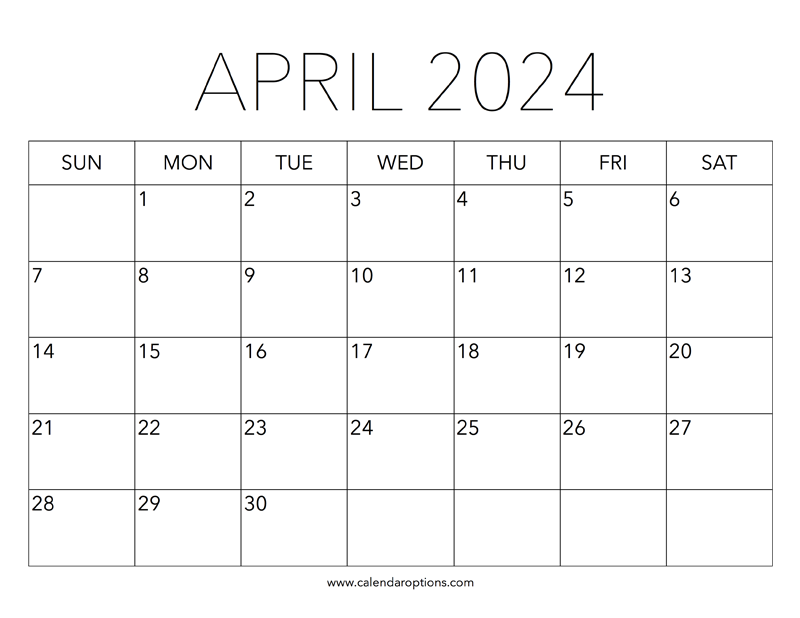 APRIL 2024
SUN MON TUE WED THU FRI SAT
1 2 3 4 5 6
7 8 9 10 11 12 13
14 15 16 17 18 19 20
21 22 23 24 25 26 27
28 29 30
www.calendaroptions.com